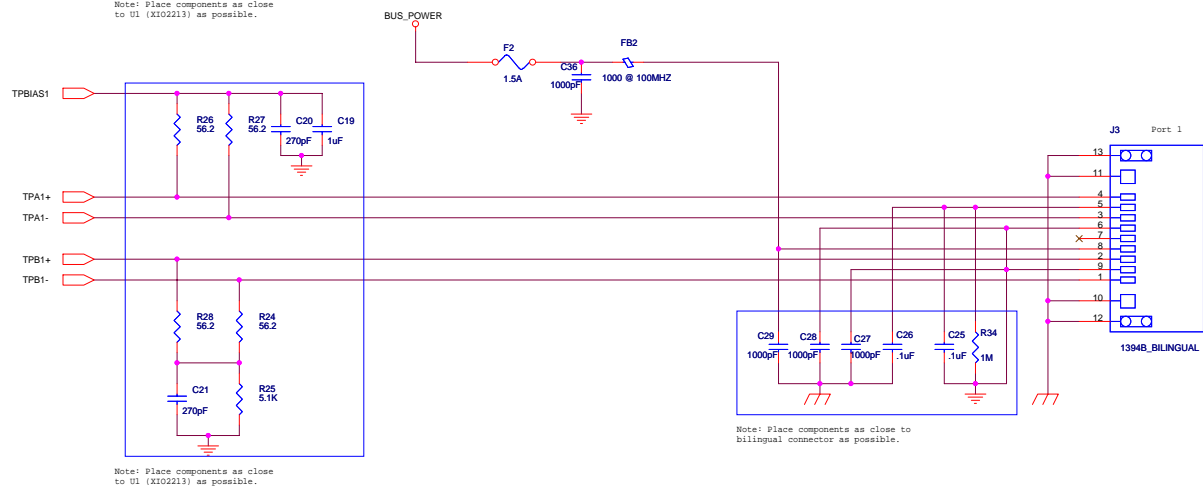 Note: Place components as close
to U1 (XIO2213) as possible.
BUS_POWER
F2
1.5A
C36
1000pF
FB2
1000 @ 100MHZ
TPBIAS1
R26
56.2
R27
56.2
C20
270pF
C19
1uF
J3
Port 1
13
11
TPA1+
4
5
TPA1-
3
6
7
8
TPB1+
2
9
TPB1-
1
10
12
1394B_BILINGUAL
R28
56.2
R24
56.2
C21
270pF
R25
5.1K
C29
1000pF
C28
1000pF
C27
1000pF
C26
.1uF
C25
.1uF
R34
1M
Note: Place components as close to
bilingual connector as possible.
Note: Place components as close
to U1 (XIO2213) as possible.